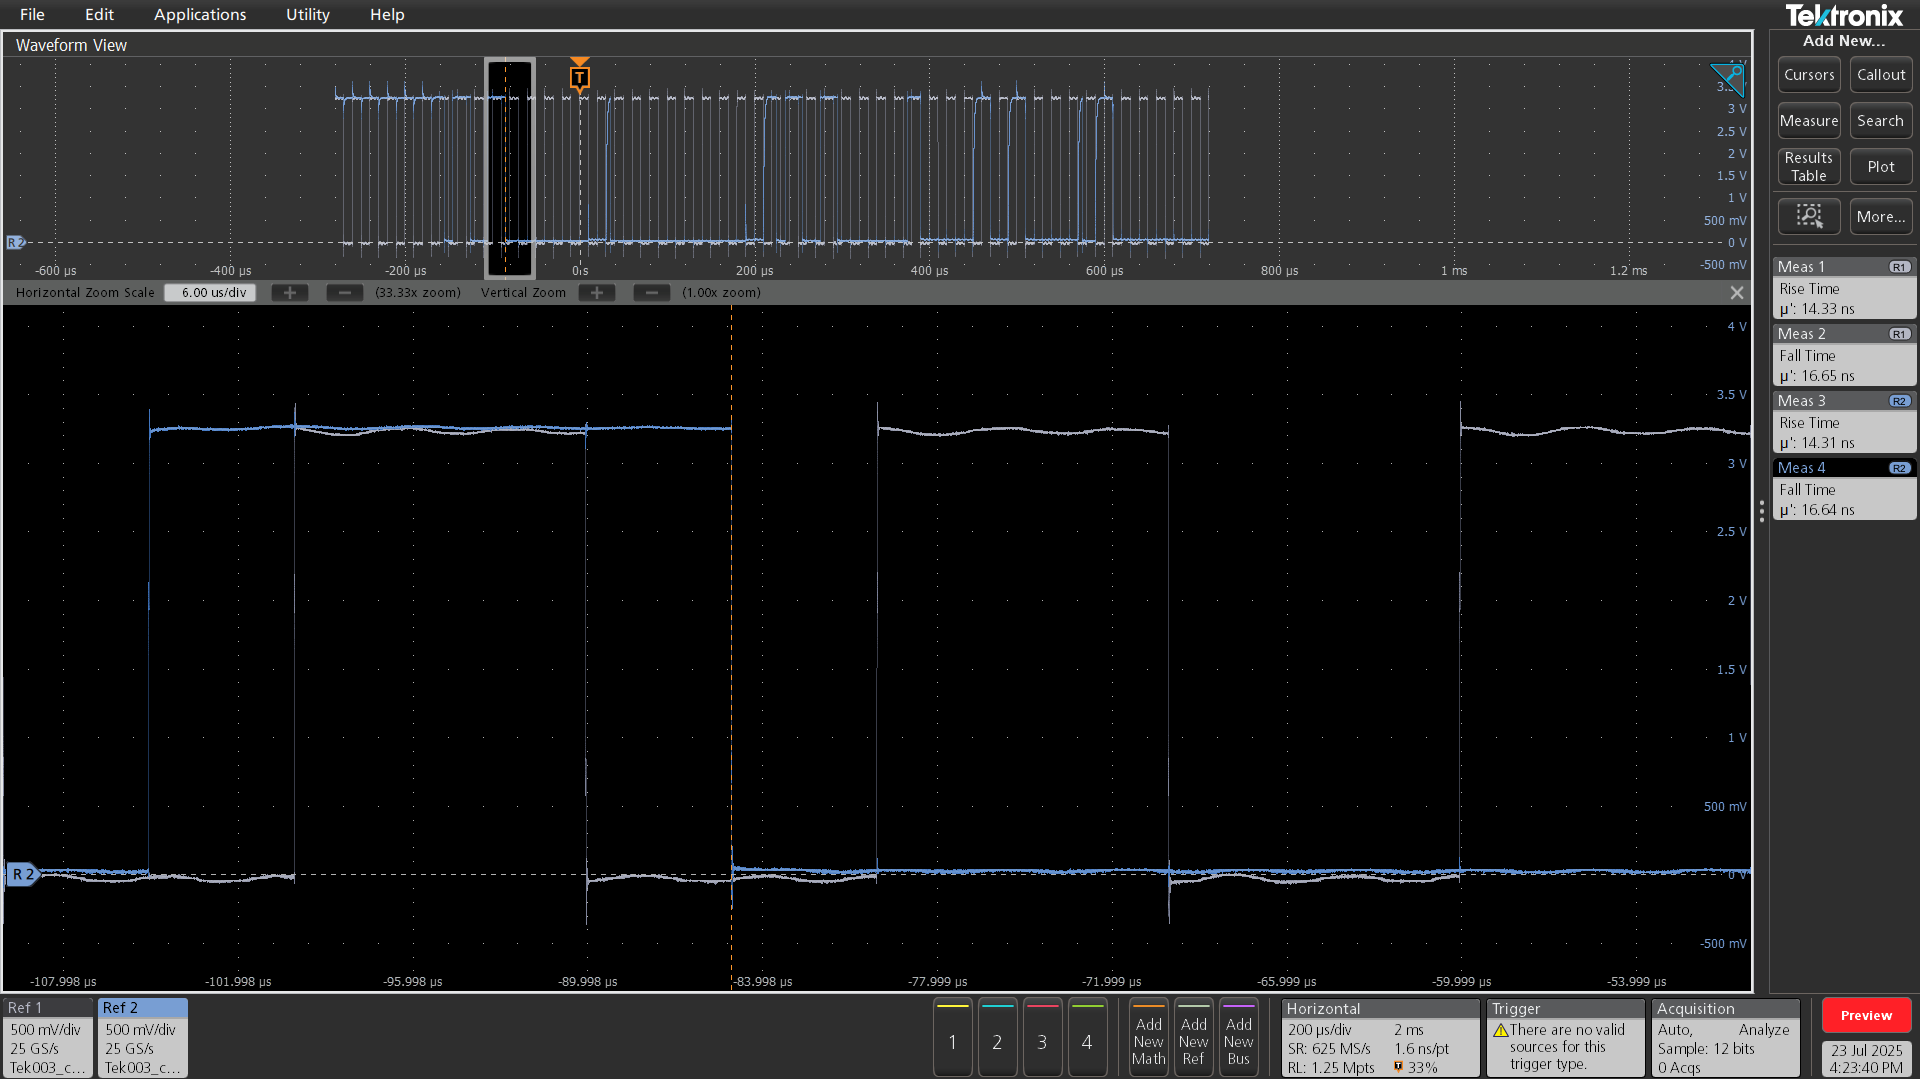 File Edit Applications Utility Help
Tektronix
Waveform View
Add New...
Cursors Callout
Measure Search
Results Table Plot
More...
T
3 V
2.5 V
2 V
1.5 V
1 V
500 mV
0 V
-500 mV
R 2
-600 µs -400 µs -200 µs 0s 200 µs 400 µs 600 µs 800 µs 1 ms 1.2 ms
Horizontal Zoom Scale 6.00 us/div + − (33.33x zoom) Vertical Zoom + − (1.00x zoom)
4 V
3.5 V
3 V
2.5 V
2 V
1.5 V
1 V
500 mV
0 V
-500 mV
R 2
-107.998 µs -101.998 µs -95.998 µs -89.998 µs -83.998 µs -77.999 µs -71.999 µs -65.999 µs -59.999 µs -53.999 µs
Meas 1 R1
Rise Time
µ': 14.33 ns
Meas 2 R1
Fall Time
µ': 16.65 ns
Meas 3 R2
Rise Time
µ': 14.31 ns
Meas 4 R2
Fall Time
µ': 16.64 ns
Ref 1
500 mV/div
25 GS/s
Tek003_c...
Ref 2
500 mV/div
25 GS/s
Tek003_c...
1 2 3 4
Add New Math
Add New Ref
Add New Bus
Horizontal
200 µs/div 2 ms
SR: 625 MS/s 1.6 ns/pt
RL: 1.25 Mpts T 33%
Trigger
There are no valid
sources for this
trigger type.
Acquisition
Auto, Analyze
Sample: 12 bits
0 Acqs
Preview
23 Jul 2025
4:23:40 PM